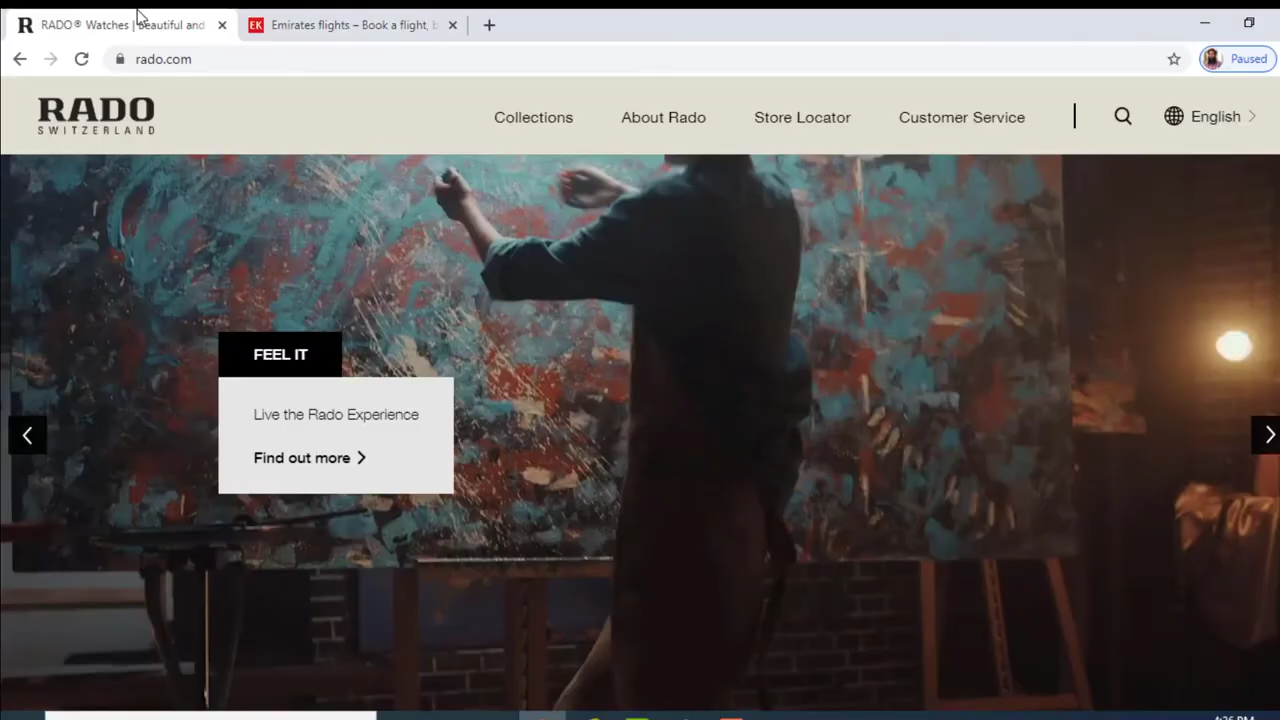 RADO® Watches | Beautiful and
EK Emirates flights – Book a flight, b
rado.com
Paused
RADO
SWITZERLAND
Collections
About Rado
Store Locator
Customer Service
English
FEEL IT
Live the Rado Experience
Find out more